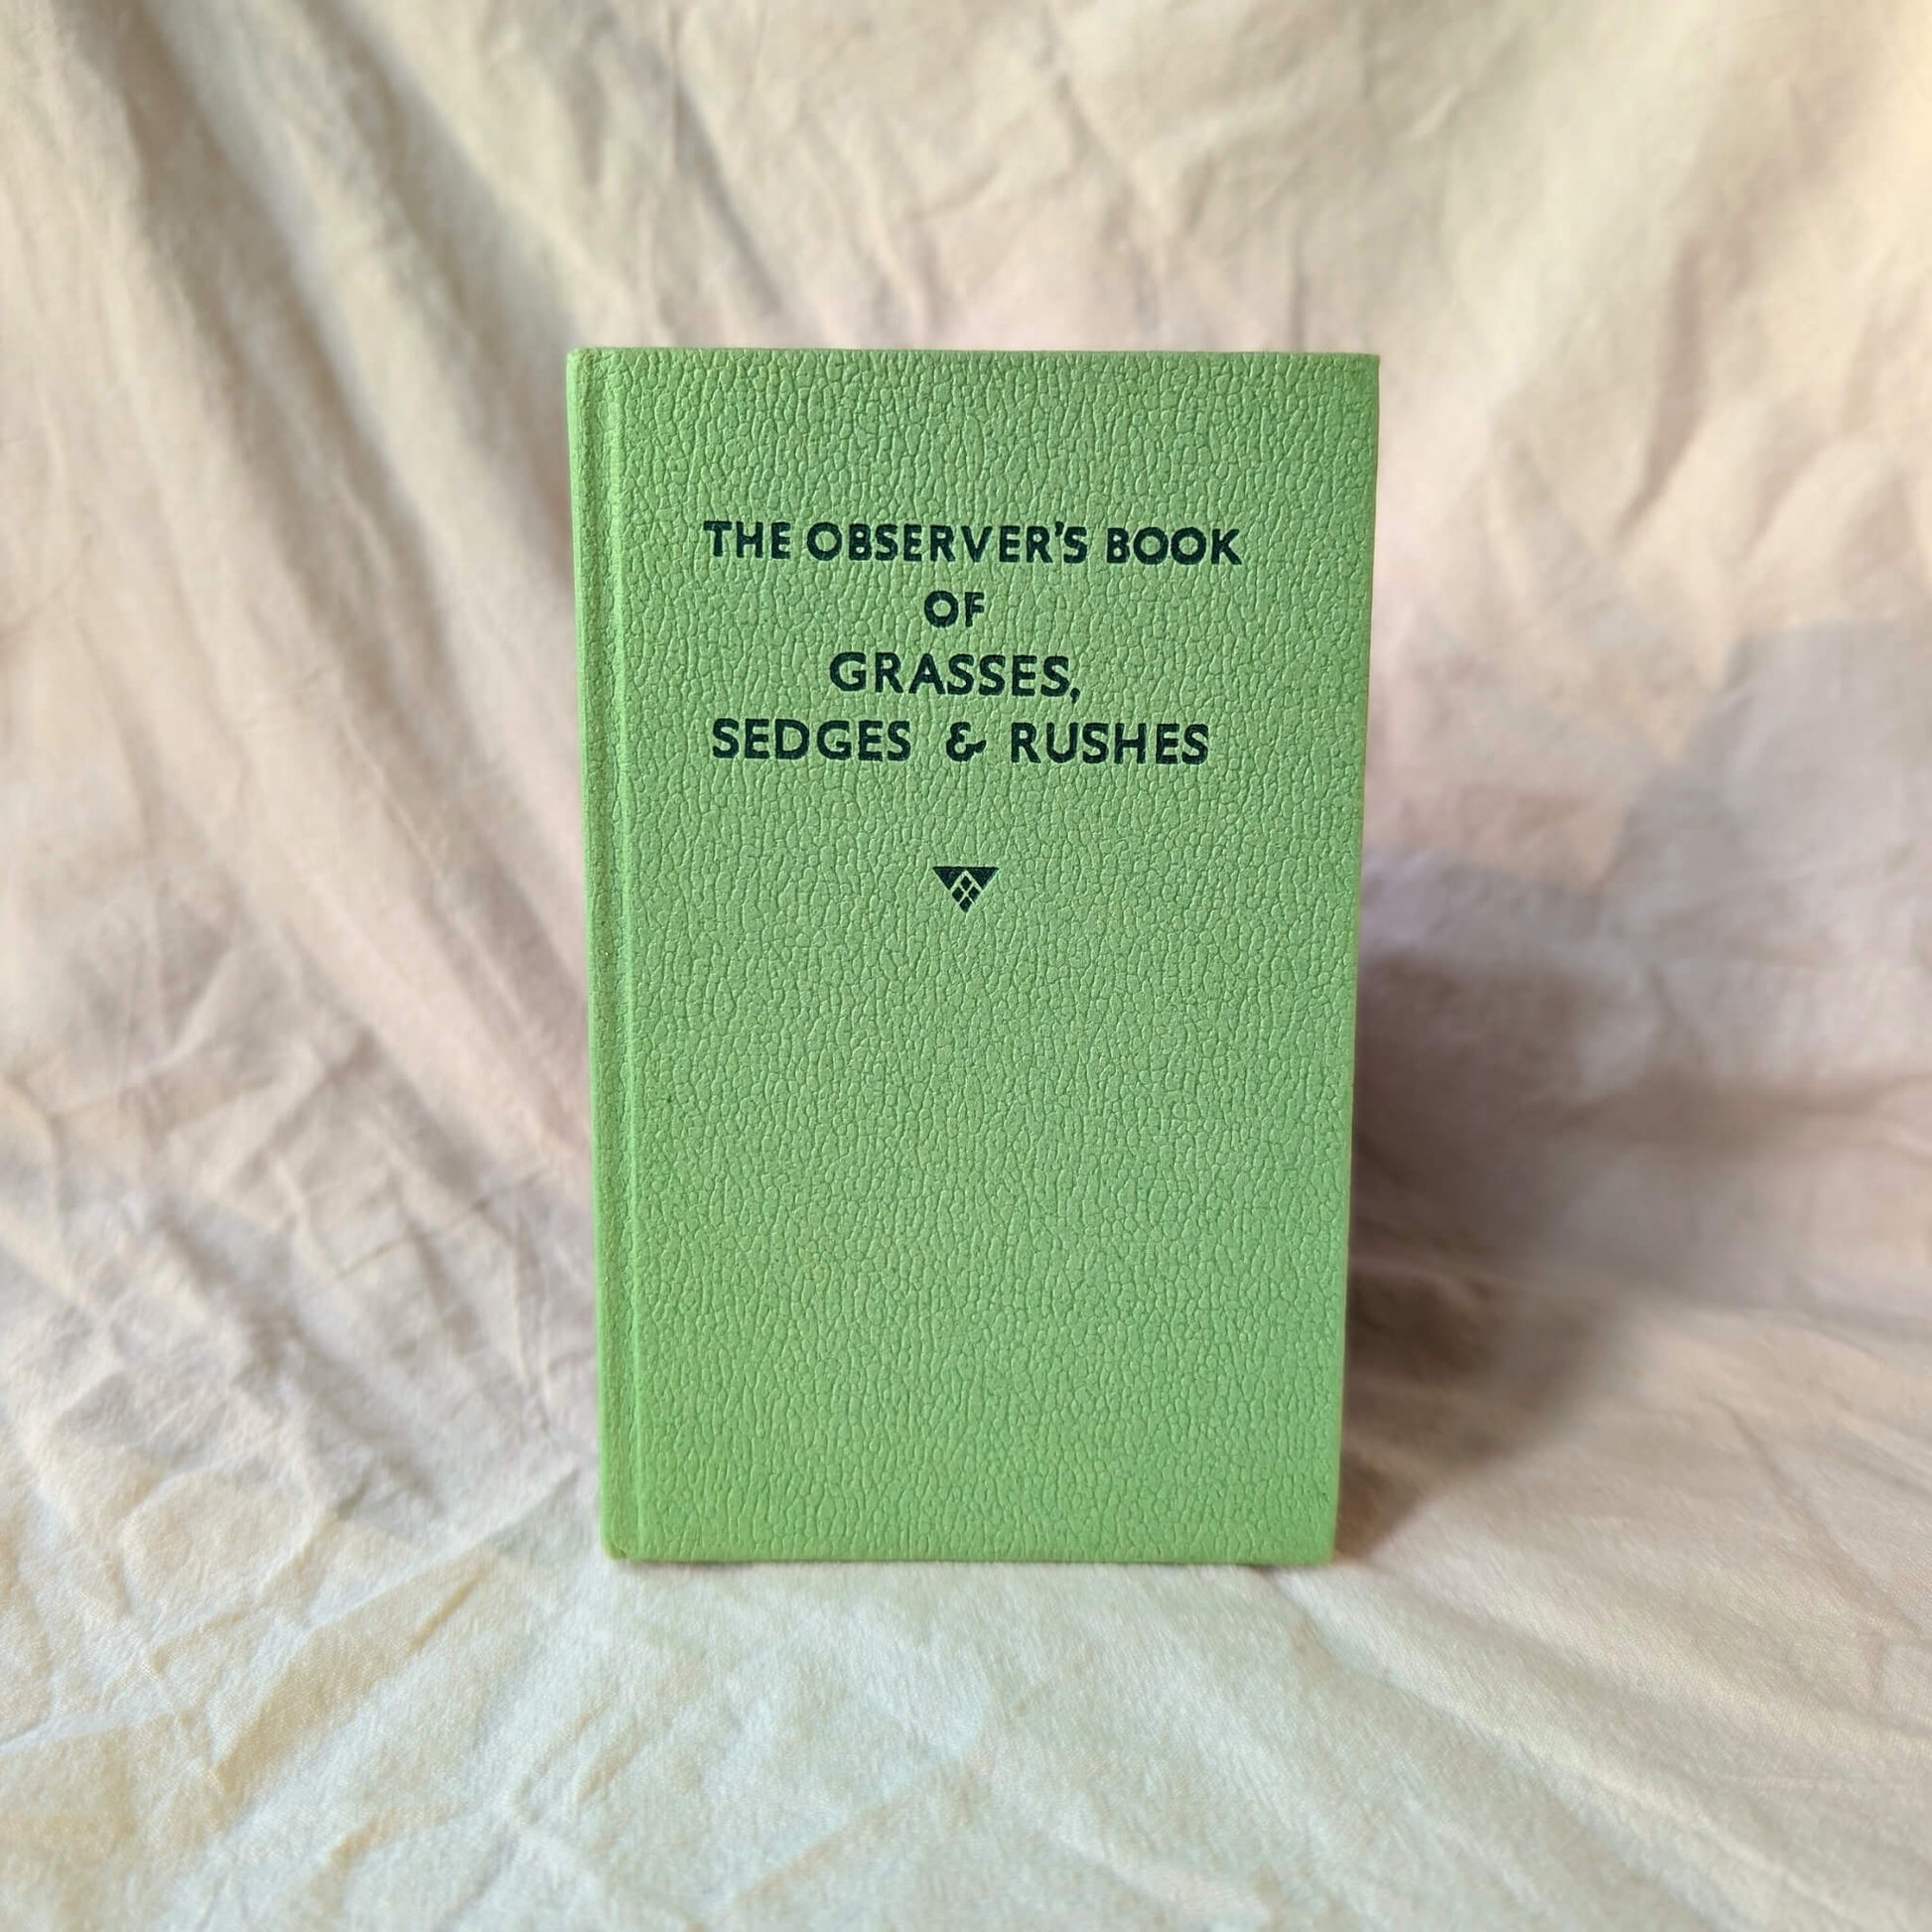 THE OBSERVER'S BOOK
OF
GRASSES,
SEDGES & RUSHES